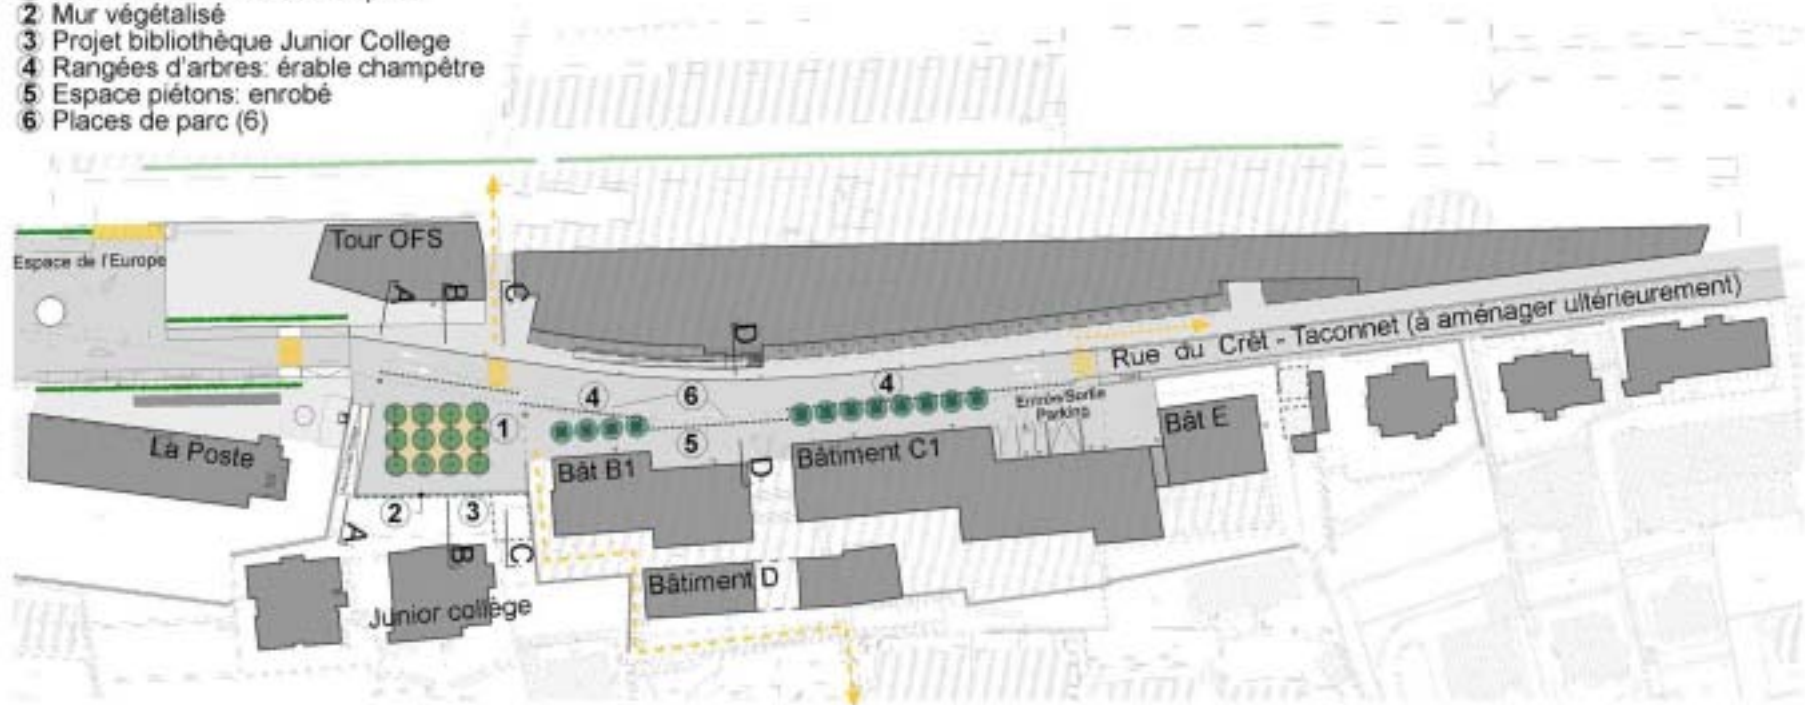 ② Mur végétalisé
③ Projet bibliothèque Junior College
④ Rangées d'arbres: érable champêtre
⑤ Espace piétons: enrobé
⑥ Places de parc (6)
Tour OFS
Espace de l'Europe
A
B
C
D
Rue du Crêt - Taconnet (à aménager ultérieurement)
4
6
4
Entrée/Sortie
Parking
1
5
La Poste
Bât B1
D
Bâtiment C1
Bât E
2
3
A
B
C
Bâtiment D
Junior collège